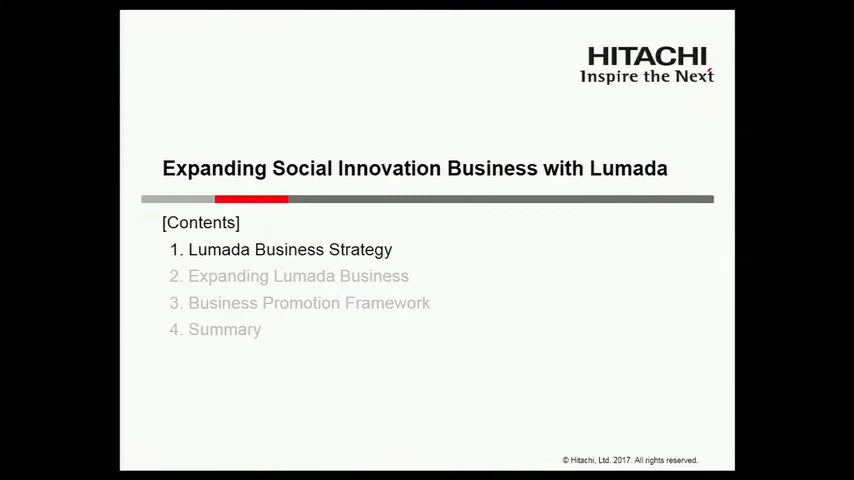 HITACHI
Inspire the Next
Expanding Social Innovation Business with Lumada
[Contents]
1. Lumada Business Strategy
2. Expanding Lumada Business
3. Business Promotion Framework
4. Summary
© Hitachi, Ltd. 2017. All rights reserved.